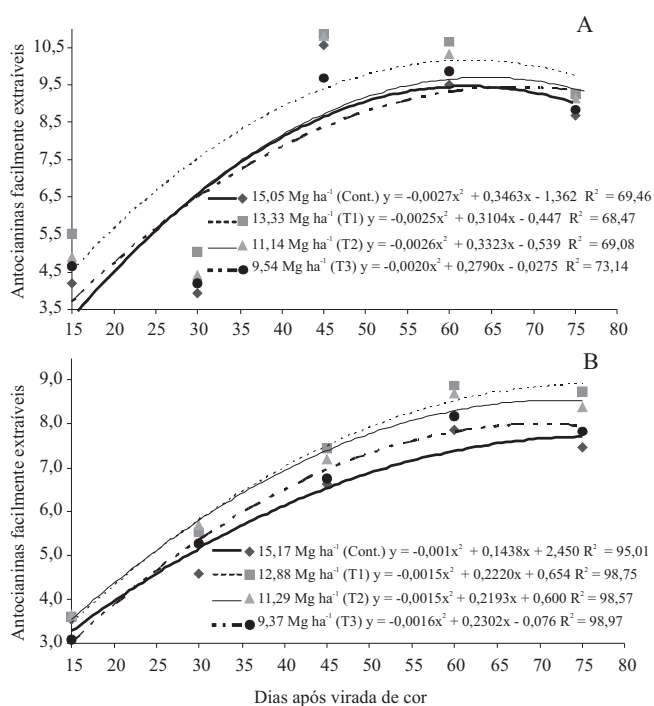 A
Antocianinas facilmente extraíveis
10,5
9,5
8,5
7,5
6,5
5,5
4,5
3,5
15,05 Mg ha⁻¹ (Cont.) y = -0,0027x² + 0,3463x - 1,362 R² = 69,46
13,33 Mg ha⁻¹ (T1) y = -0,0025x² + 0,3104x - 0,447 R² = 68,47
11,14 Mg ha⁻¹ (T2) y = -0,0026x² + 0,3323x - 0,539 R² = 69,08
9,54 Mg ha⁻¹ (T3) y = -0,0020x² + 0,2790x - 0,0275 R² = 73,14
15 20 25 30 35 40 45 50 55 60 65 70 75 80
B
Antocianinas facilmente extraíveis
9,0
8,0
7,0
6,0
5,0
4,0
3,0
15,17 Mg ha⁻¹ (Cont.) y = -0,001x² + 0,1438x + 2,450 R² = 95,01
12,88 Mg ha⁻¹ (T1) y = -0,0015x² + 0,2220x + 0,654 R² = 98,75
11,29 Mg ha⁻¹ (T2) y = -0,0015x² + 0,2193x + 0,600 R² = 98,57
9,37 Mg ha⁻¹ (T3) y = -0,0016x² + 0,2302x - 0,076 R² = 98,97
15 20 25 30 35 40 45 50 55 60 65 70 75 80
Dias após virada de cor